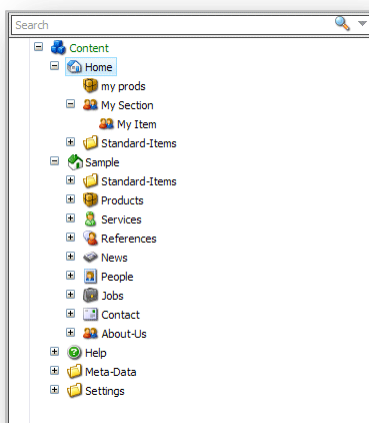 Search
Content
Home
my prods
My Section
My Item
Standard-Items
Sample
Standard-Items
Products
Services
References
News
People
Jobs
Contact
About-Us
Help
Meta-Data
Settings